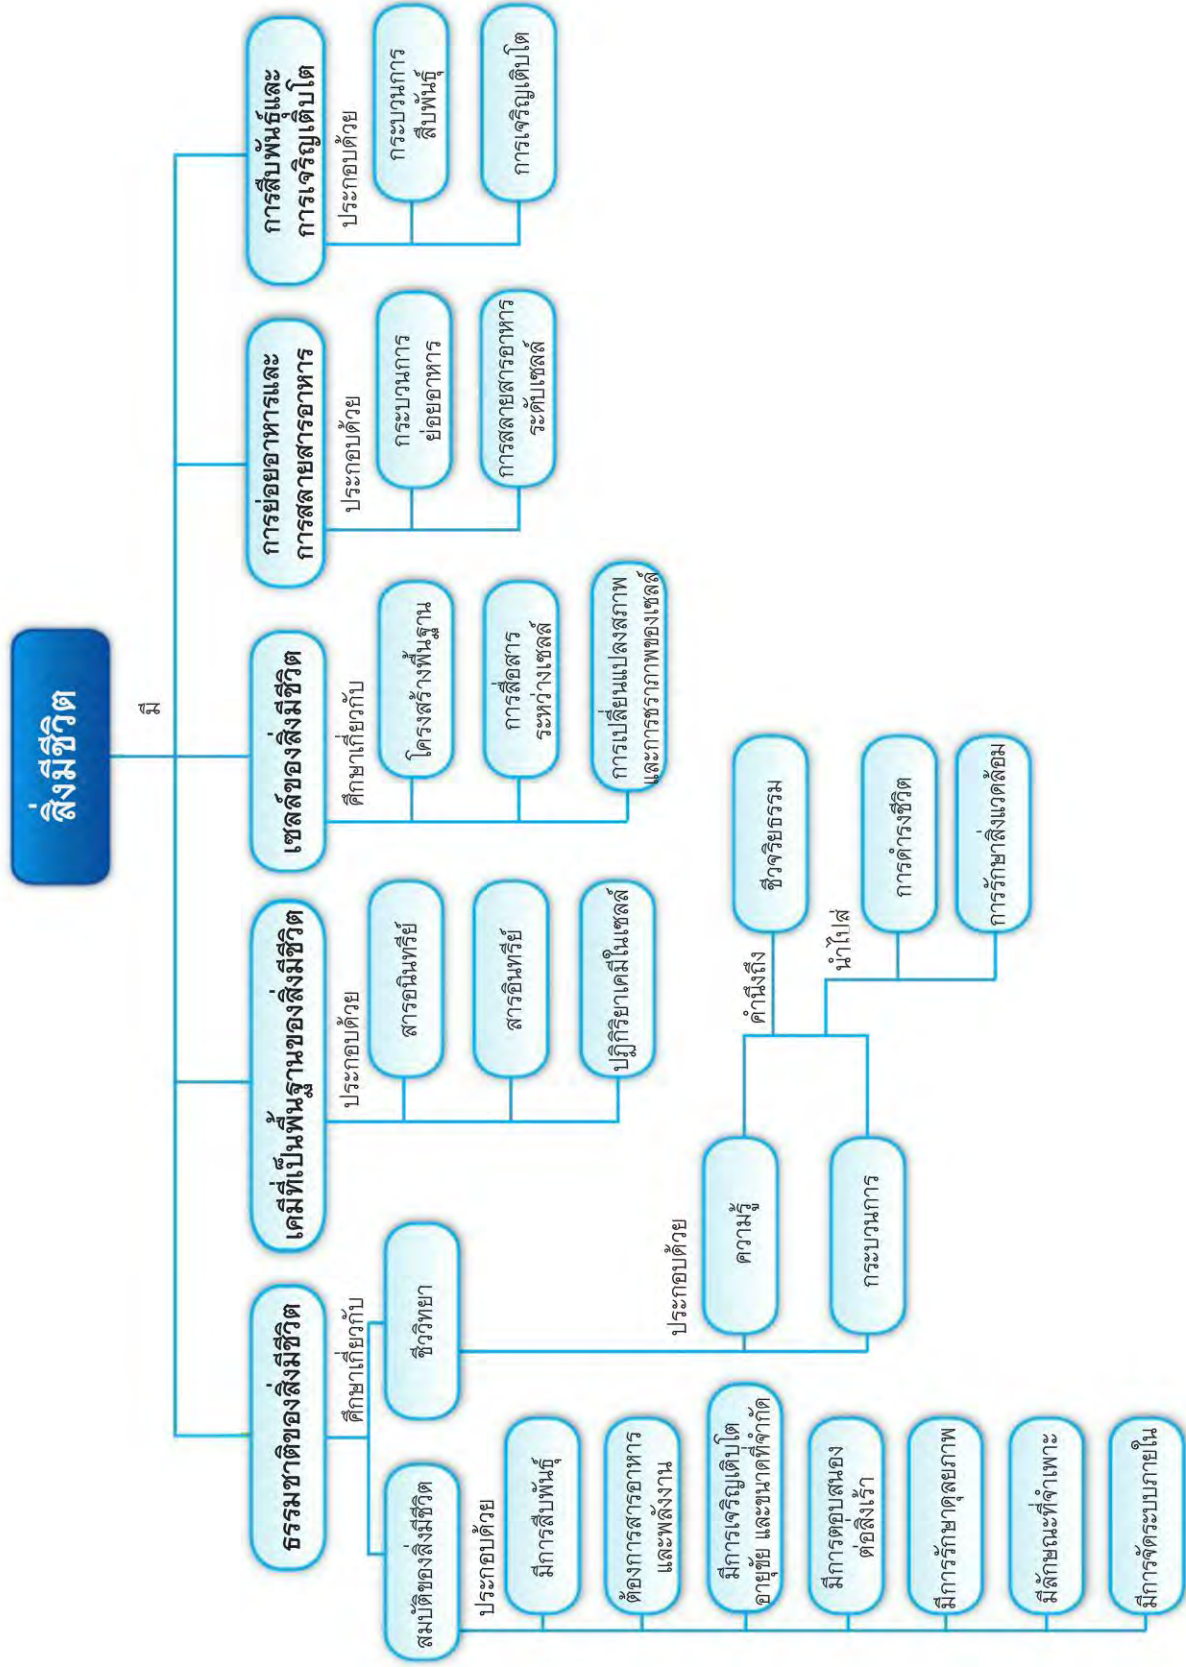 สิ่งมีชีวิต
มี
ธรรมชาติของสิ่งมีชีวิต
ศึกษาเกี่ยวกับ
สมบัติของสิ่งมีชีวิต
ประกอบด้วย
มีการสืบพันธุ์
ต้องการสารอาหาร
และพลังงาน
มีการเจริญเติบโต
อายุขัย และขนาดที่จำกัด
มีการตอบสนอง
ต่อสิ่งเร้า
มีการรักษาดุลยภาพ
มีลักษณะที่จำเพาะ
มีการจัดระบบภายใน
ชีววิทยา
ประกอบด้วย
ความรู้
กระบวนการ
คำนึงถึง
ชีวจริยธรรม
นำไปสู่
การดำรงชีวิต
การรักษาสิ่งแวดล้อม
เคมีที่เป็นพื้นฐานของสิ่งมีชีวิต
ประกอบด้วย
สารอนินทรีย์
สารอินทรีย์
ปฏิกิริยาเคมีในเซลล์
เซลล์ของสิ่งมีชีวิต
ศึกษาเกี่ยวกับ
โครงสร้างพื้นฐาน
การสื่อสาร
ระหว่างเซลล์
การเปลี่ยนแปลงสภาพ
และการชราภาพของเซลล์
การย่อยอาหารและ
การสลายสารอาหาร
ประกอบด้วย
กระบวนการ
ย่อยอาหาร
การสลายสารอาหาร
ระดับเซลล์
การสืบพันธุ์และ
การเจริญเติบโต
ประกอบด้วย
กระบวนการ
สืบพันธุ์
การเจริญเติบโต